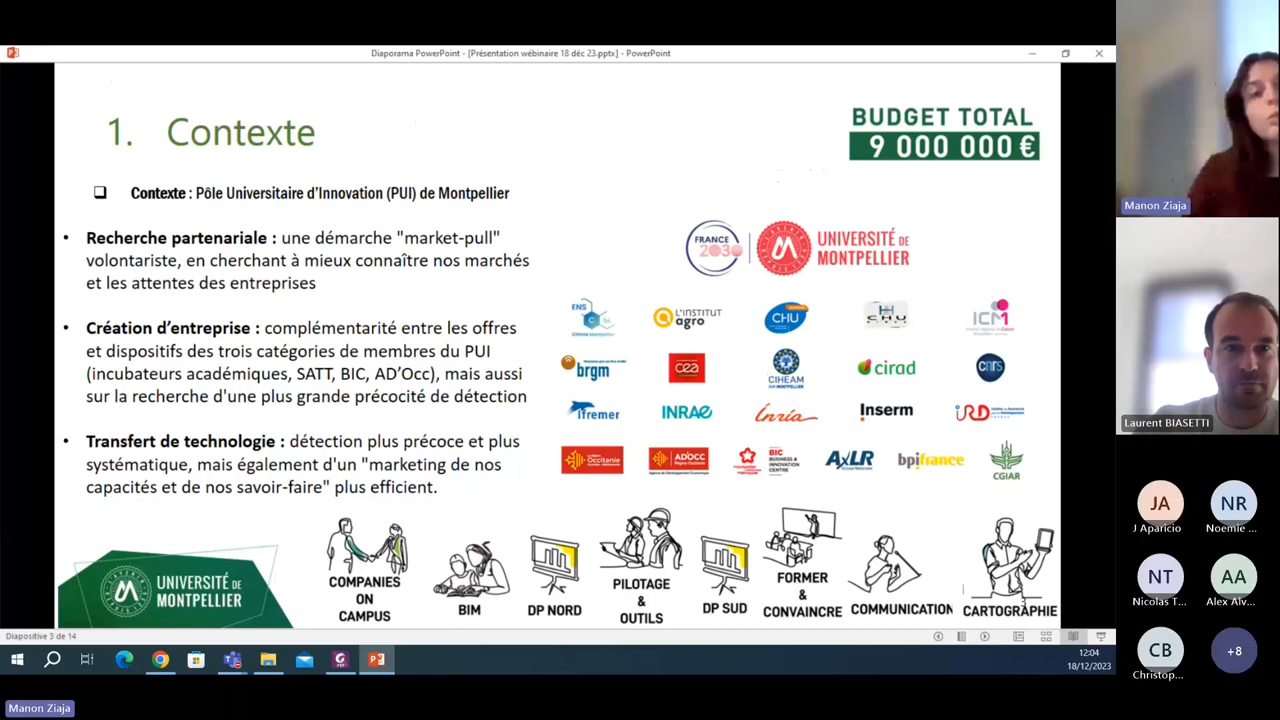 Diaporama PowerPoint - [Présentation wébinaire 18 déc 23.pptx] - PowerPoint
1. Contexte
BUDGET TOTAL
9 000 000 €
Contexte : Pôle Universitaire d'Innovation (PUI) de Montpellier
• Recherche partenariale : une démarche "market-pull"
volontariste, en cherchant à mieux connaître nos marchés
et les attentes des entreprises
• Création d'entreprise : complémentarité entre les offres
et dispositifs des trois catégories de membres du PUI
(incubateurs académiques, SATT, BIC, AD'Occ), mais aussi
sur la recherche d'une plus grande précocité de détection
• Transfert de technologie : détection plus précoce et plus
systématique, mais également d'un "marketing de nos
capacités et de nos savoir-faire" plus efficient.
FRANCE
2030
UNIVERSITÉ DE
MONTPELLIER
ENS
L'INSTITUT
agro
CHU
CHU
ICM
brgm
cea
CIHEAM
cirad
cnrs
Ifremer
INRAE
Inria
Inserm
IRD
Occitanie
AD'OCC
BIC
BUSINESS &
INNOVATION
CENTRE
AxLR
bpifrance
CGIAR
UNIVERSITÉ DE
MONTPELLIER
COMPANIES
ON
CAMPUS
BIM
DP NORD
PILOTAGE
&
OUTILS
DP SUD
FORMER
&
CONVAINCRE
COMMUNICATION
CARTOGRAPHIE
Diapositive 3 de 14
12:04
18/12/2023
Manon Ziaja
Manon Ziaja
Laurent BIASETTI
JA
J Aparicio
NR
Noemie ...
NT
Nicolas T...
AA
Alex Alv...
CB
Christop...
+8